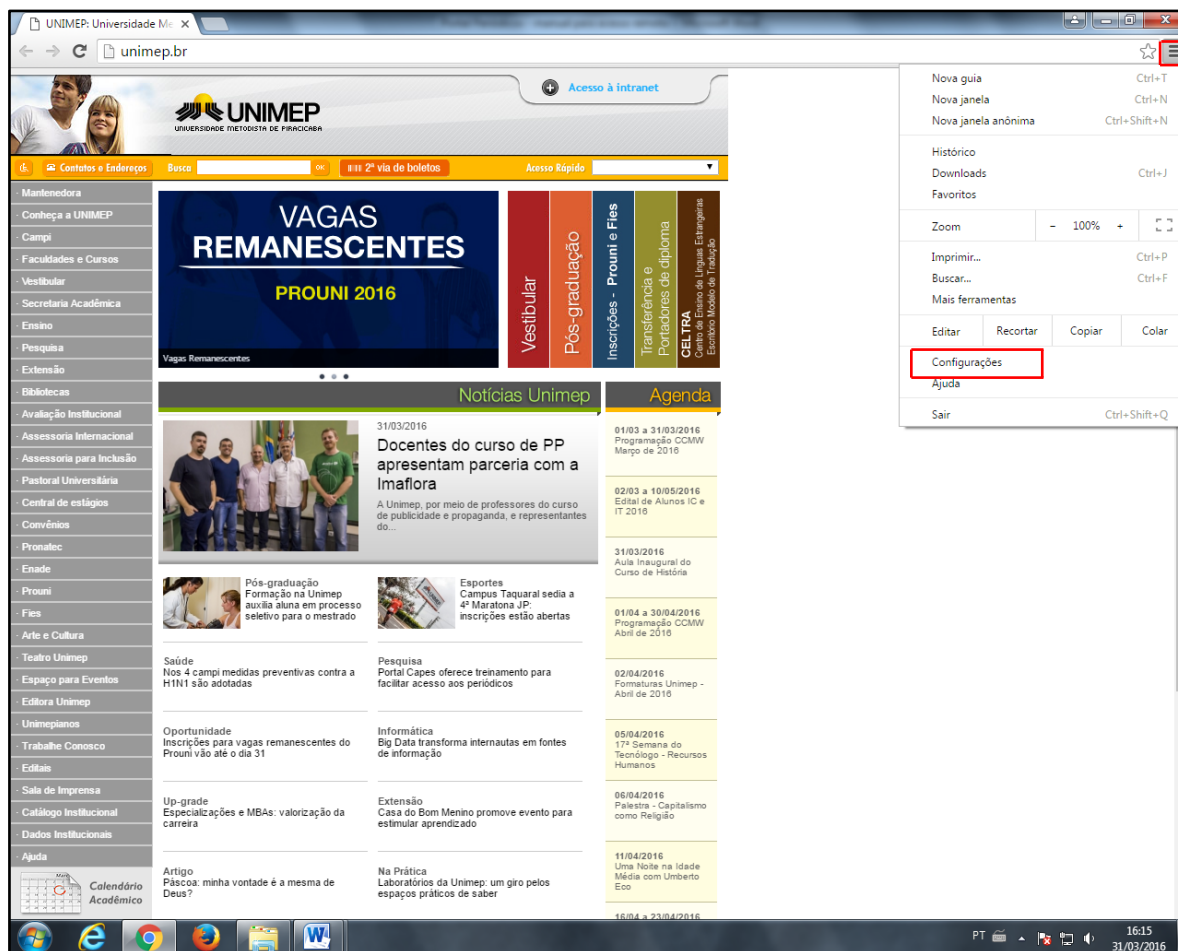 UNIMEP: Universidade Me
unimep.br
Acesso à intranet
UNIMEP
UNIVERSIDADE METODISTA DE PIRACICABA
Contatos e Endereços
Busca
ok
2ª via de boletos
Acesso Rápido
Nova guia Ctrl+T
Nova janela Ctrl+N
Nova janela anônima Ctrl+Shift+N
Histórico
Downloads Ctrl+J
Favoritos
Zoom - 100% +
Imprimir... Ctrl+P
Buscar... Ctrl+F
Mais ferramentas
Editar Recortar Copiar Colar
Configurações
Ajuda
Sair Ctrl+Shift+Q
· Mantenedora
· Conheça a UNIMEP
· Campi
· Faculdades e Cursos
· Vestibular
· Secretaria Acadêmica
· Ensino
· Pesquisa
· Extensão
· Bibliotecas
· Avaliação Institucional
· Assessoria Internacional
· Assessoria para Inclusão
· Pastoral Universitária
· Central de estágios
· Convênios
· Pronatec
· Enade
· Prouni
· Fies
· Arte e Cultura
· Teatro Unimep
· Espaço para Eventos
· Editora Unimep
· Unimepianos
· Trabalhe Conosco
· Editais
· Sala de Imprensa
· Catálogo Institucional
· Dados Institucionais
· Ajuda
Calendário
Acadêmico
VAGAS
REMANESCENTES
PROUNI 2016
Vagas Remanescentes
Vestibular
Pós-graduação
Inscrições - Prouni e Fies
Transferência e
Portadores de diploma
CELTRA
Centro de Ensino de Línguas Estrangeiras
Escritório Modelo de Tradução
Notícias Unimep
31/03/2016
Docentes do curso de PP
apresentam parceria com a
Imaflora
A Unimep, por meio de professores do curso
de publicidade e propaganda, e representantes
do...
Pós-graduação
Formação na Unimep
auxilia aluna em processo
seletivo para o mestrado
Esportes
Campus Taquaral sedia a
4ª Maratona JP:
inscrições estão abertas
Saúde
Nos 4 campi medidas preventivas contra a
H1N1 são adotadas
Pesquisa
Portal Capes oferece treinamento para
facilitar acesso aos periódicos
Oportunidade
Inscrições para vagas remanescentes do
Prouni vão até o dia 31
Informática
Big Data transforma internautas em fontes
de informação
Up-grade
Especializações e MBAs: valorização da
carreira
Extensão
Casa do Bom Menino promove evento para
estimular aprendizado
Artigo
Páscoa: minha vontade é a mesma de
Deus?
Na Prática
Laboratórios da Unimep: um giro pelos
espaços práticos de saber
Agenda
01/03 a 31/03/2016
Programação CCMW
Março de 2016
02/03 a 10/05/2016
Edital de Alunos IC e
IT 2016
31/03/2016
Aula Inaugural do
Curso de História
01/04 a 30/04/2016
Programação CCMW
Abril de 2016
02/04/2016
Formaturas Unimep -
Abril de 2016
05/04/2016
17ª Semana do
Tecnólogo - Recursos
Humanos
06/04/2016
Palestra - Capitalismo
como Religião
11/04/2016
Uma Noite na Idade
Média com Umberto
Eco
16/04 a 23/04/2016
PT
16:15
31/03/2016